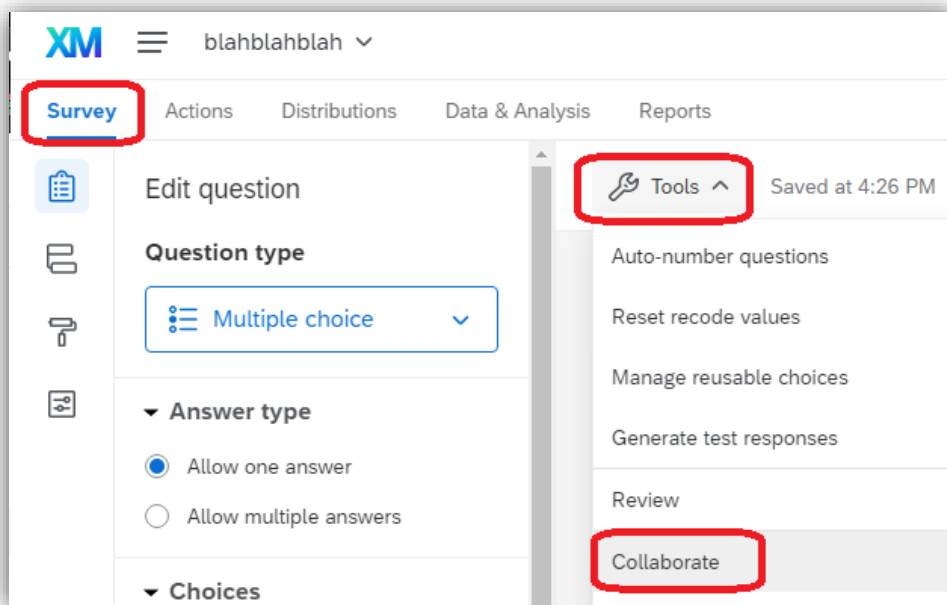 XM blahblahblah
Survey Actions Distributions Data & Analysis Reports
Edit question
Question type
Multiple choice
Answer type
Allow one answer
Allow multiple answers
Choices
Tools Saved at 4:26 PM
Auto-number questions
Reset recode values
Manage reusable choices
Generate test responses
Review
Collaborate